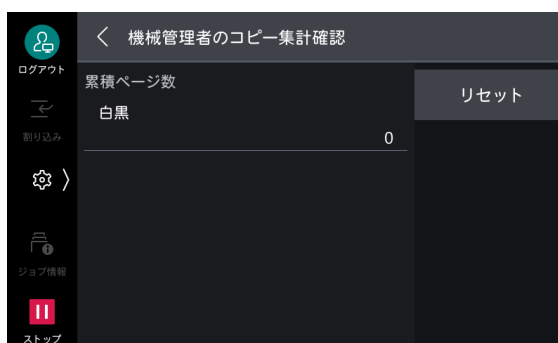 機械管理者のコピー集計確認
ログアウト
累積ページ数
リセット
白黒
割り込み
0
ジョブ情報
ストップ